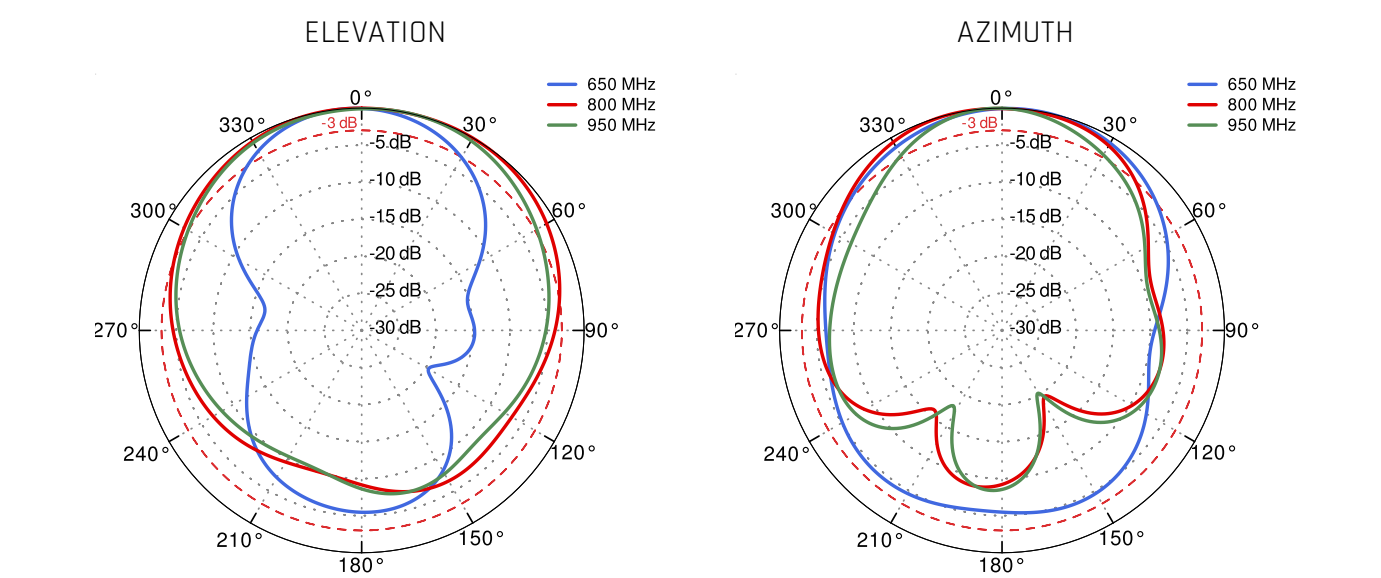 ELEVATION
650 MHz
800 MHz
950 MHz
0°
330°
-3 dB
30°
-5 dB
-10 dB
300°
60°
-15 dB
-20 dB
-25 dB
270°
-30 dB
90°
240°
120°
210°
150°
180°
AZIMUTH
650 MHz
800 MHz
950 MHz
0°
330°
-3 dB
30°
-5 dB
-10 dB
300°
60°
-15 dB
-20 dB
-25 dB
270°
-30 dB
90°
240°
120°
210°
150°
180°